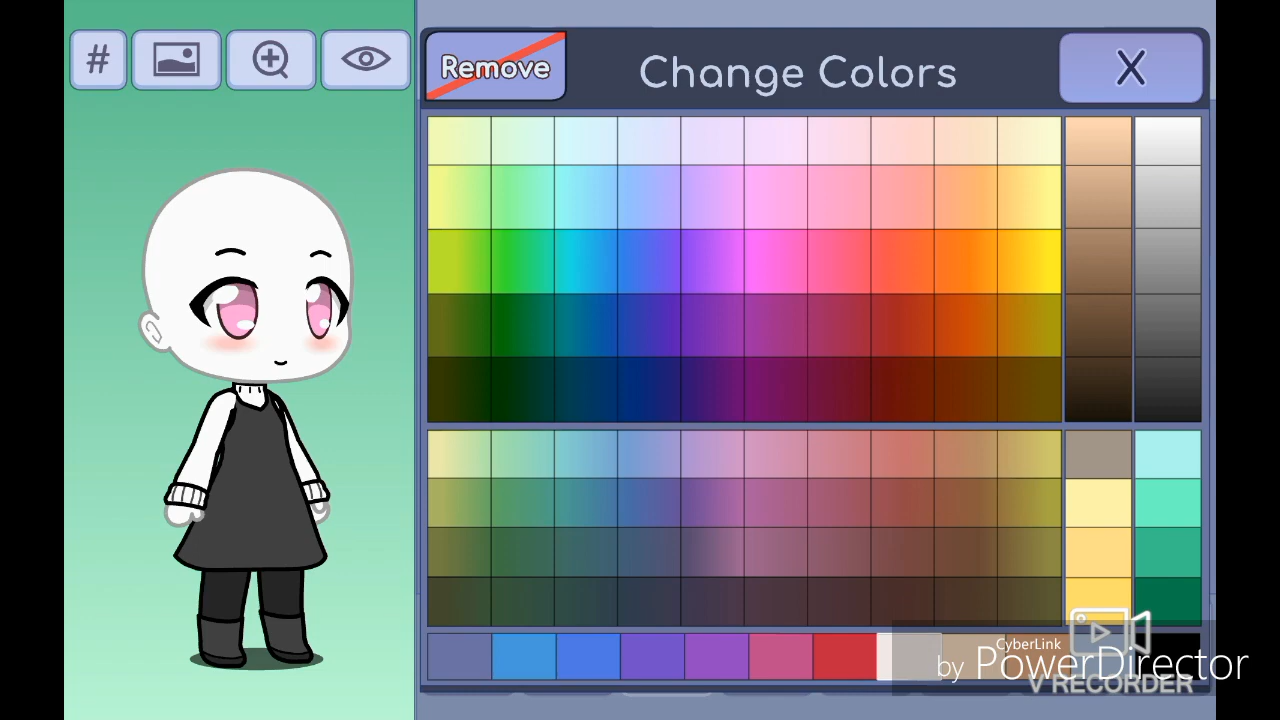 #
Remove
Change Colors
X
CyberLink
by PowerDirector
V RECORDER